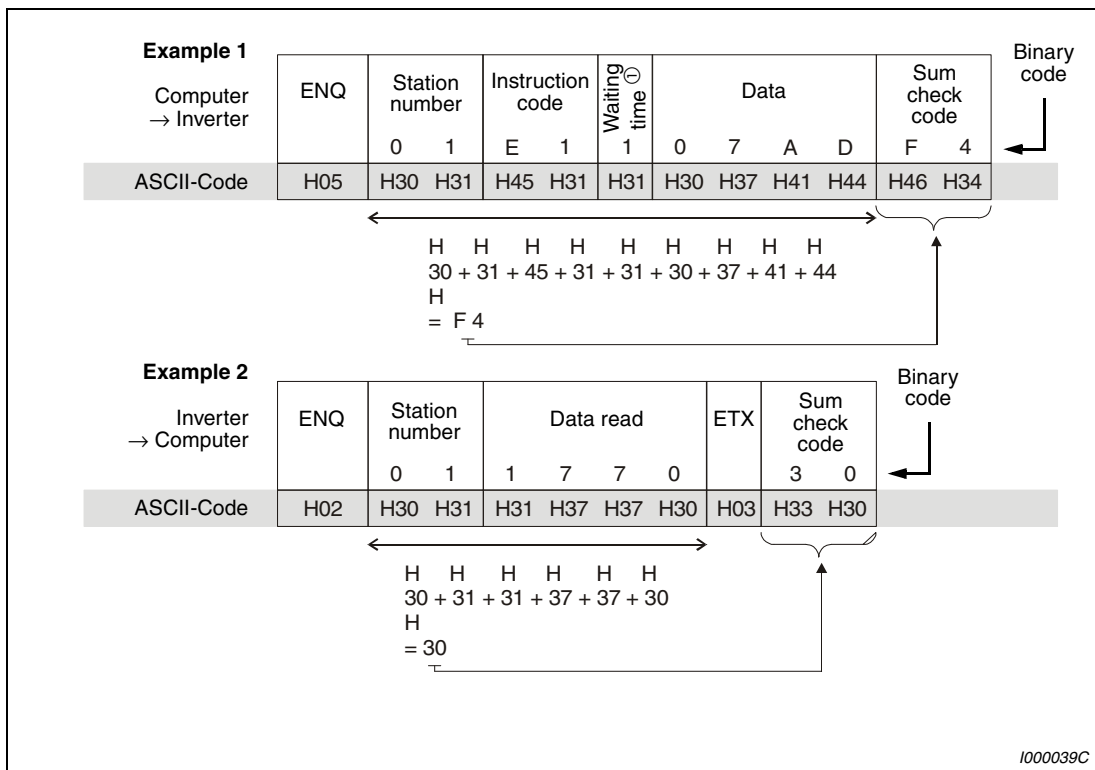 Example 1
Computer
→ Inverter
ENQ
Station
number
Instruction
code
Waiting
time ①
Data
Sum
check
code
Binary
code
0 1 E 1 1 0 7 A D F 4
ASCII-Code H05 H30 H31 H45 H31 H31 H30 H37 H41 H44 H46 H34
H H H H H H H H H
30 + 31 + 45 + 31 + 31 + 30 + 37 + 41 + 44
H
= F 4
Example 2
Inverter
→ Computer
ENQ
Station
number
Data read
ETX
Sum
check
code
Binary
code
0 1 1 7 7 0 3 0
ASCII-Code H02 H30 H31 H31 H37 H37 H30 H03 H33 H30
H H H H H H
30 + 31 + 31 + 37 + 37 + 30
H
= 30
I000039C